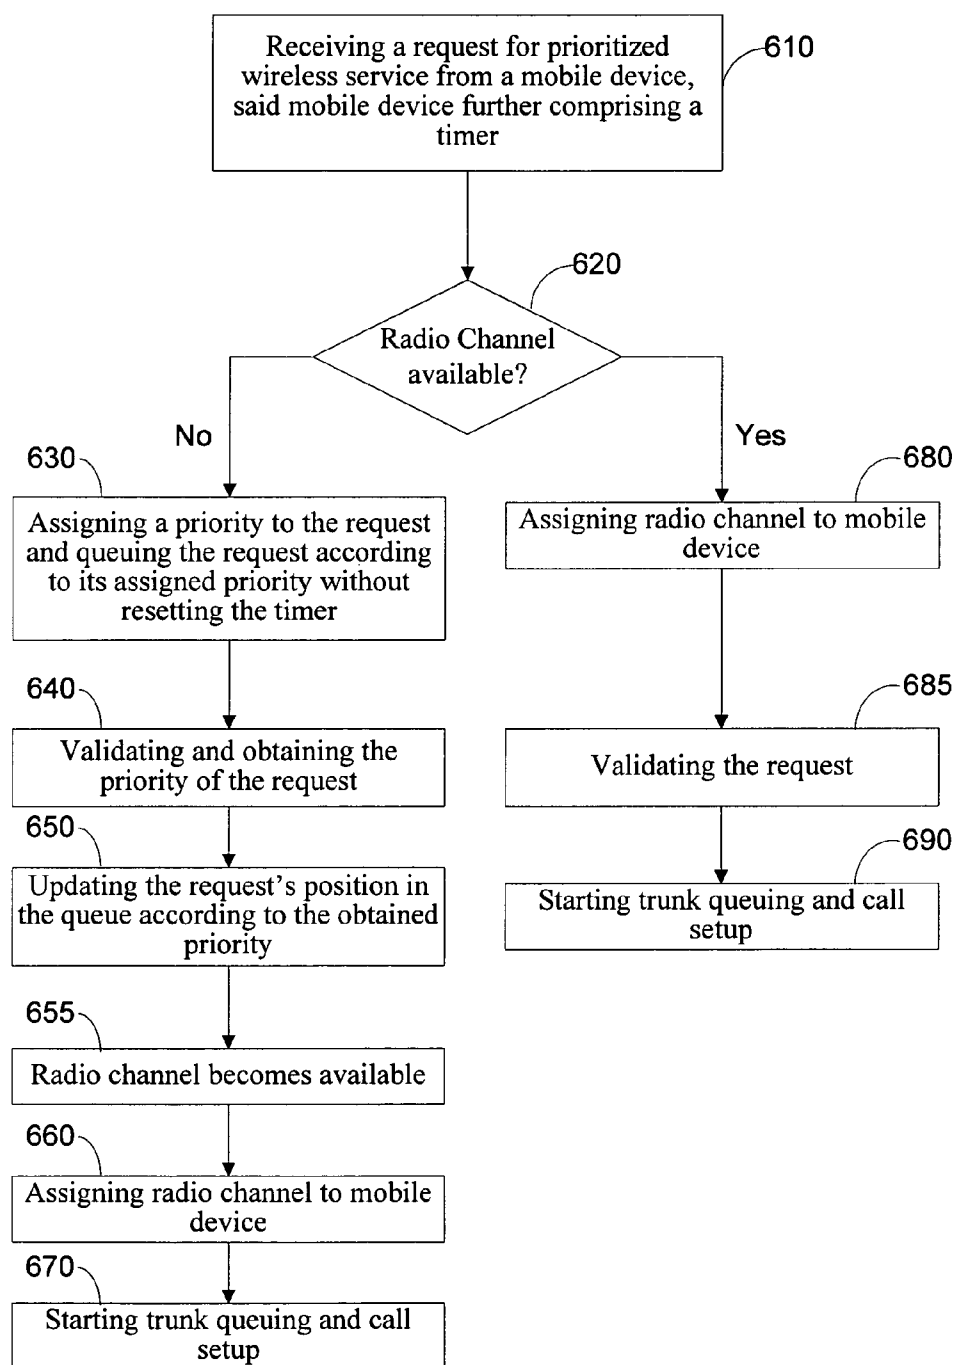 Receiving a request for prioritized
wireless service from a mobile device,
said mobile device further comprising a
timer
610
620
Radio Channel
available?
No
Yes
630
Assigning a priority to the request
and queuing the request according
to its assigned priority without
resetting the timer
680
Assigning radio channel to mobile
device
640
Validating and obtaining the
priority of the request
685
Validating the request
650
Updating the request's position in
the queue according to the obtained
priority
690
Starting trunk queuing and call
setup
655
Radio channel becomes available
660
Assigning radio channel to mobile
device
670
Starting trunk queuing and call
setup